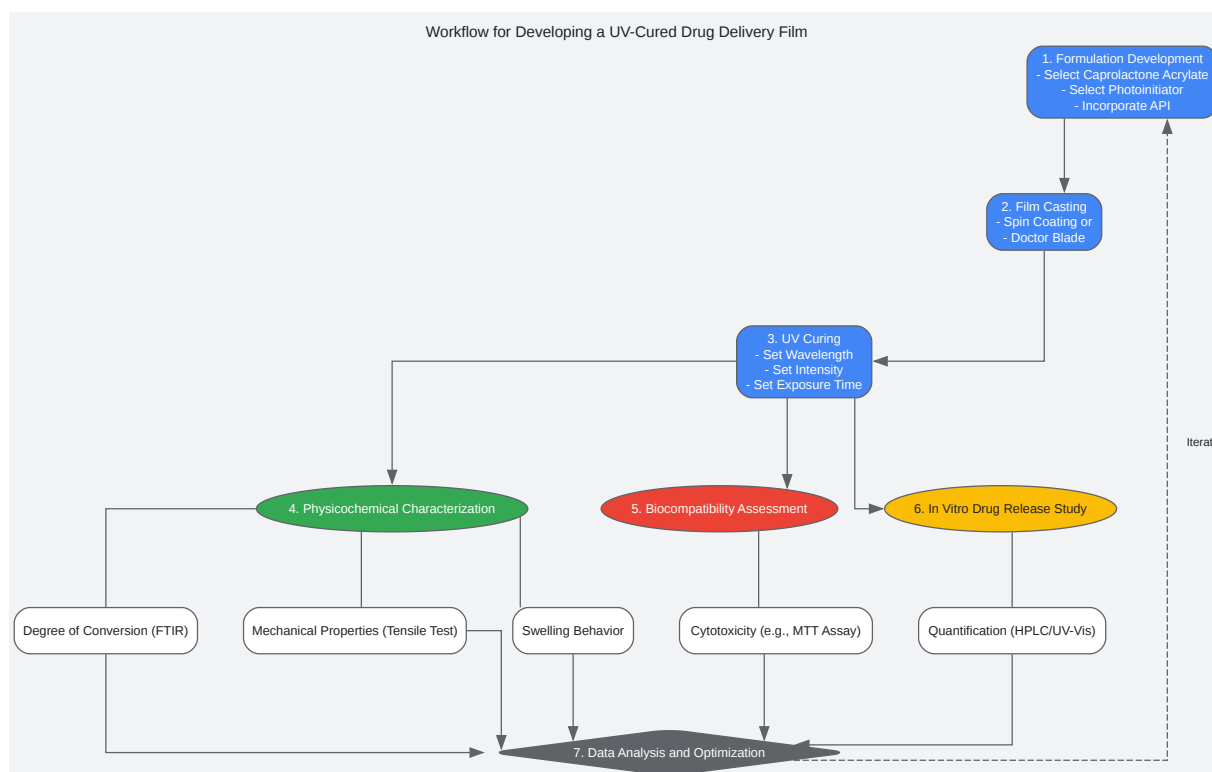 Workflow for Developing a UV-Cured Drug Delivery Film
1. Formulation Development
- Select Caprolactone Acrylate
- Select Photoinitiator
- Incorporate API
2. Film Casting
- Spin Coating or
- Doctor Blade
3. UV Curing
- Set Wavelength
- Set Intensity
- Set Exposure Time
Iterat
4. Physicochemical Characterization
5. Biocompatibility Assessment
6. In Vitro Drug Release Study
Degree of Conversion (FTIR)
Mechanical Properties (Tensile Test)
Swelling Behavior
Cytotoxicity (e.g., MTT Assay)
Quantification (HPLC/UV-Vis)
7. Data Analysis and Optimization